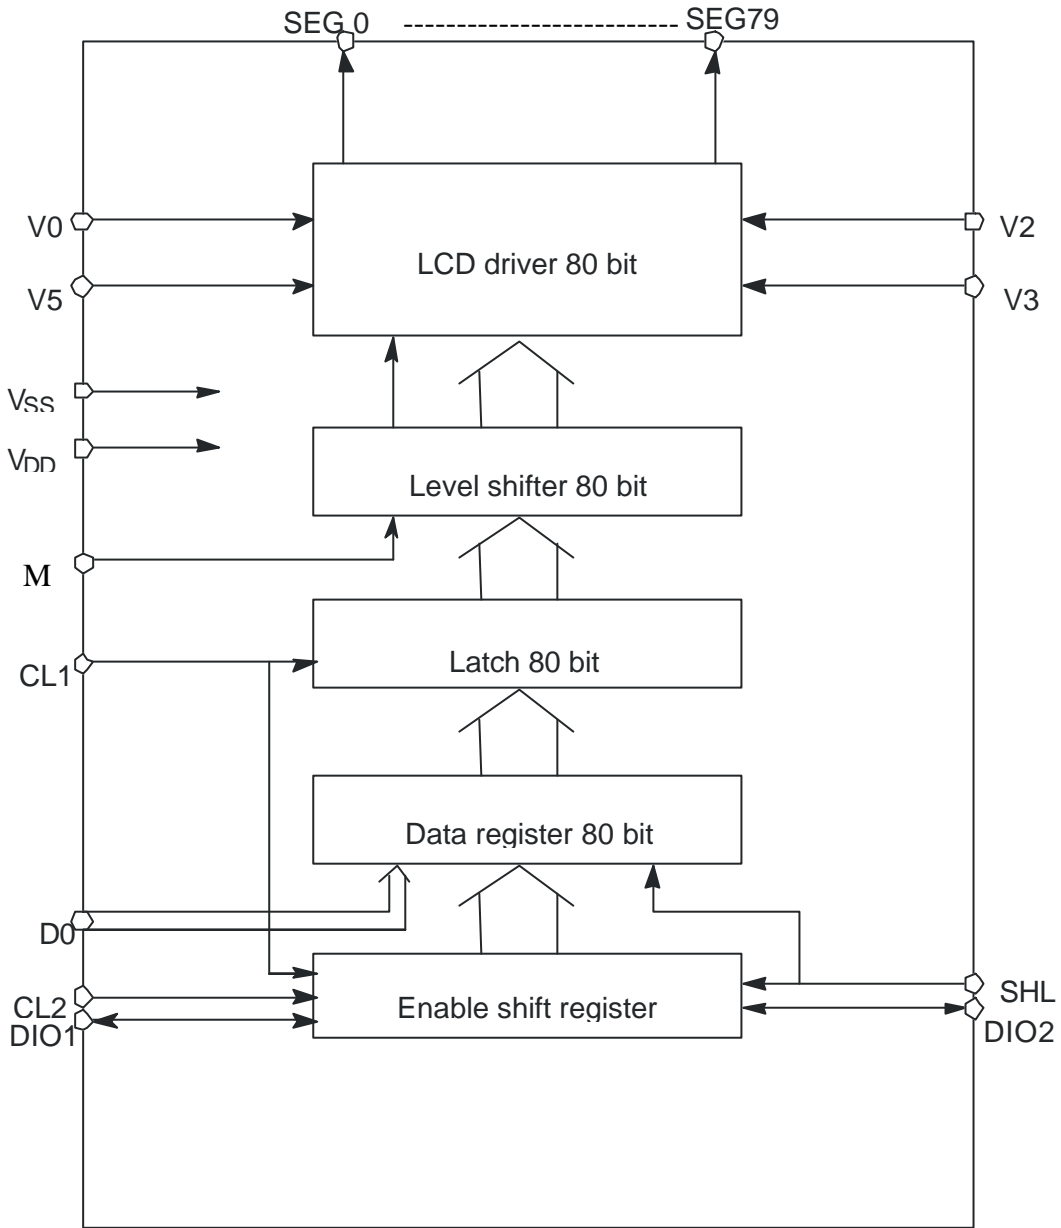 SEG 0 ---------------------------- SEG79
V0
V2
LCD driver 80 bit
V5
V3
VSS
VDD
Level shifter 80 bit
M
Latch 80 bit
CL1
Data register 80 bit
D0
SHL
CL2
Enable shift register
DIO1
DIO2